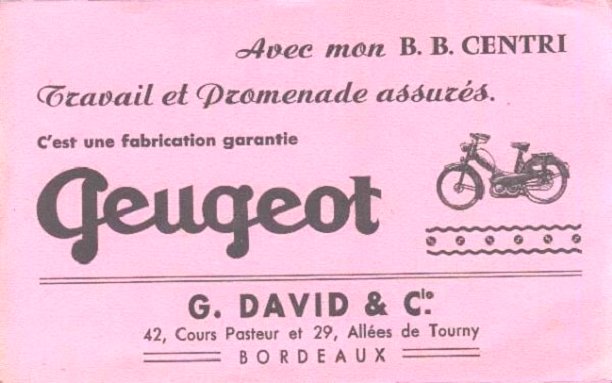 Avec mon B. B. CENTRI
Travail et Promenade assurés.
C'est une fabrication garantie
Peugeot
G. DAVID & Cie.
42, Cours Pasteur et 29, Allées de Tourny
BORDEAUX